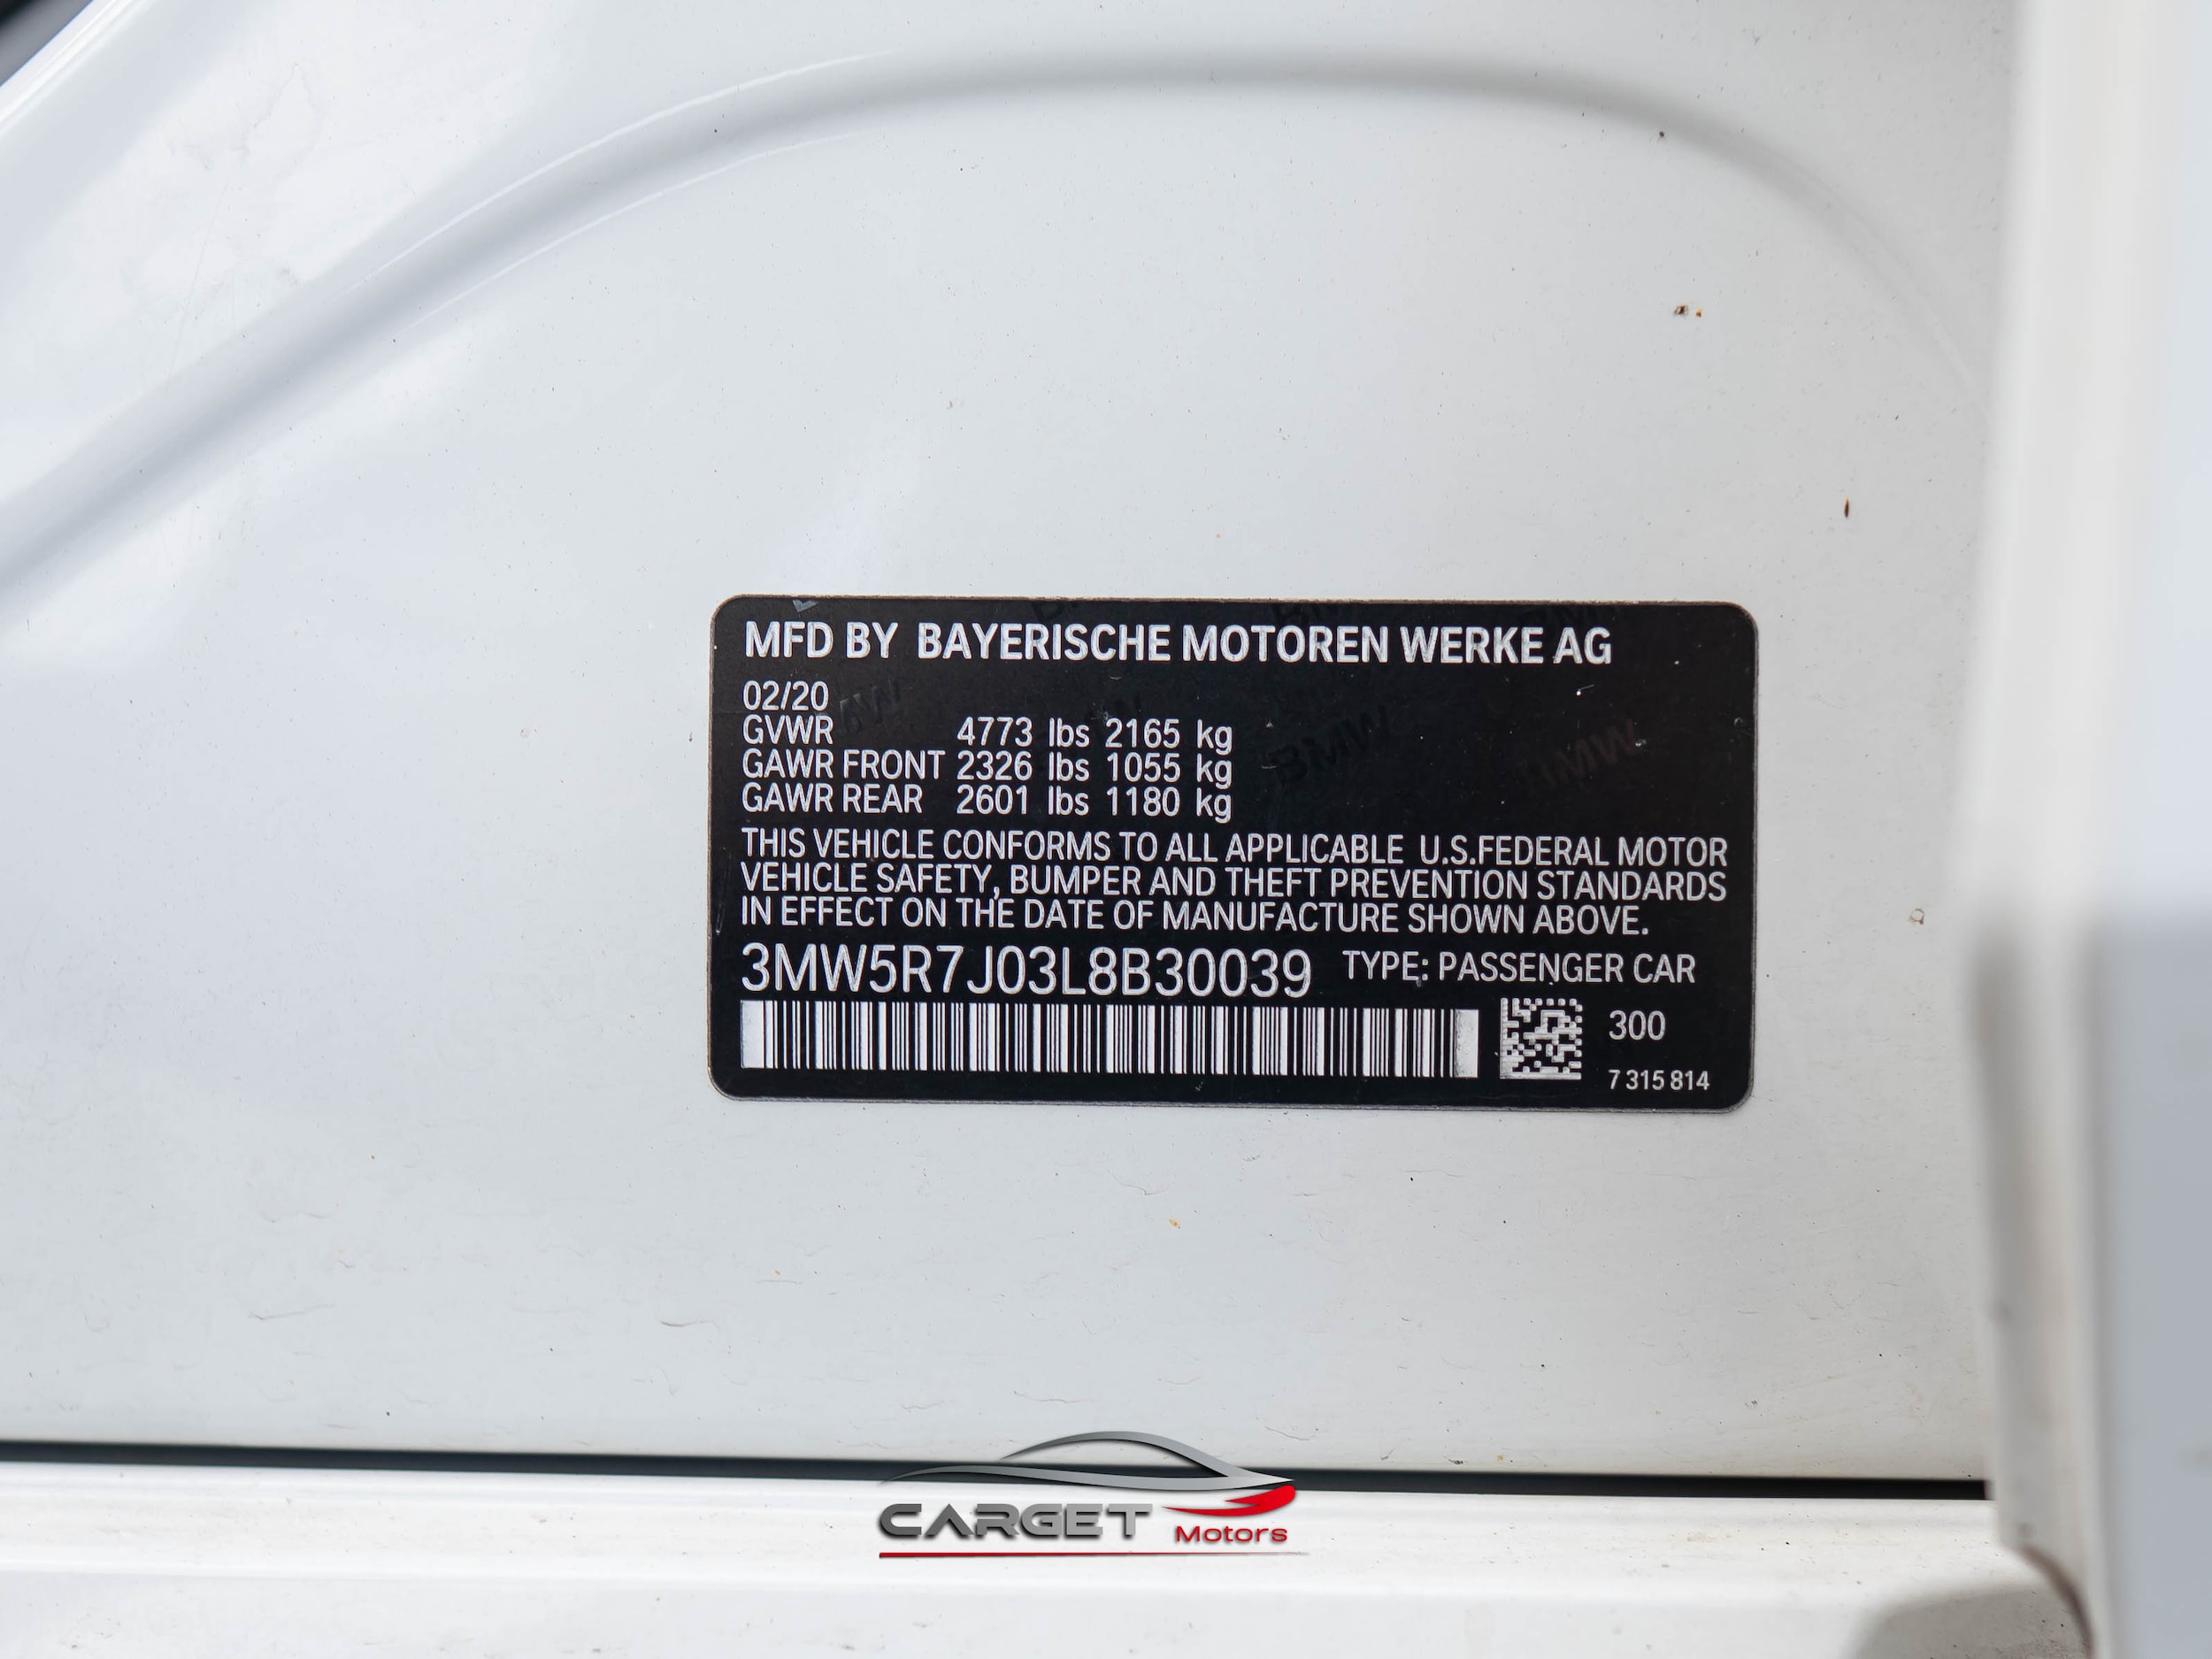 MFD BY BAYERISCHE MOTOREN WERKE AG
02/20
GVWR 4773 lbs 2165 kg
GAWR FRONT 2326 lbs 1055 kg
GAWR REAR 2601 lbs 1180 kg
THIS VEHICLE CONFORMS TO ALL APPLICABLE U.S.FEDERAL MOTOR
VEHICLE SAFETY, BUMPER AND THEFT PREVENTION STANDARDS
IN EFFECT ON THE DATE OF MANUFACTURE SHOWN ABOVE.
3MW5R7J03L8B30039 TYPE: PASSENGER CAR
300
7 315 814
CARGET
Motors